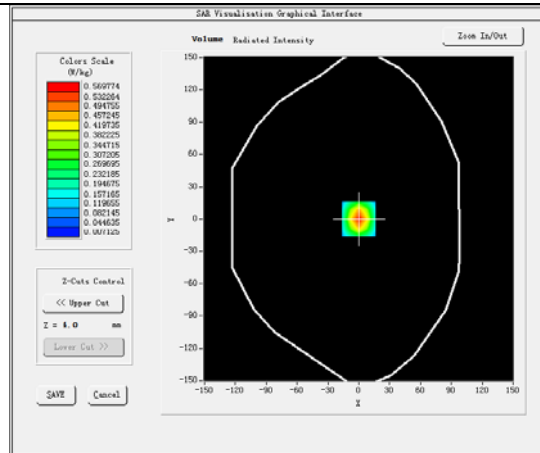 SAR Visualisation Graphical Interface
Volume Radiated Intensity
Zoom In/Out
Colors Scale
(W/kg)
0.569774
0.532264
0.494755
0.457245
0.419735
0.382225
0.344715
0.307205
0.269695
0.232185
0.194675
0.157165
0.119655
0.082145
0.044635
0.007125
Z-Cuts Control
<< Upper Cut
Z = 4.0 mm
Lower Cut >>
SAVE
Cancel
150
120
90
60
30
0
-30
-60
-90
-120
-150
Y
-150 -120 -90 -60 -30 0 30 60 90 120 150
X